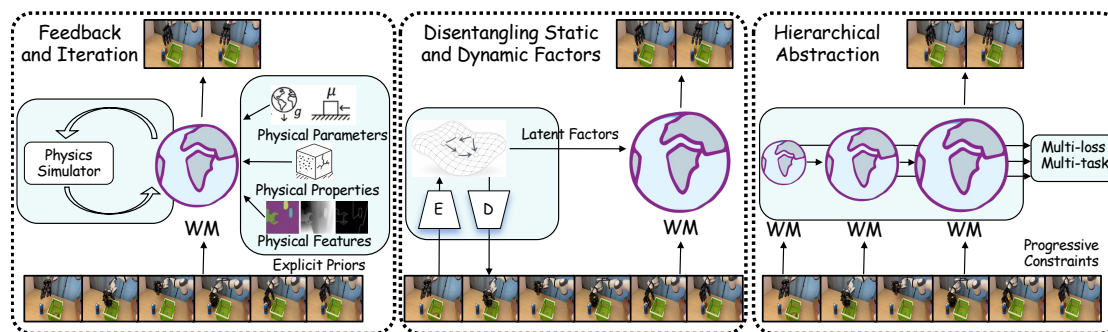 Feedback
and Iteration
Physics
Simulator
g
μ
Physical Parameters
Physical Properties
Physical Features
WM
Explicit Priors
Disentangling Static
and Dynamic Factors
Latent Factors
E
D
WM
Hierarchical
Abstraction
Multi-loss
Multi-task
WM
WM
WM
Progressive
Constraints